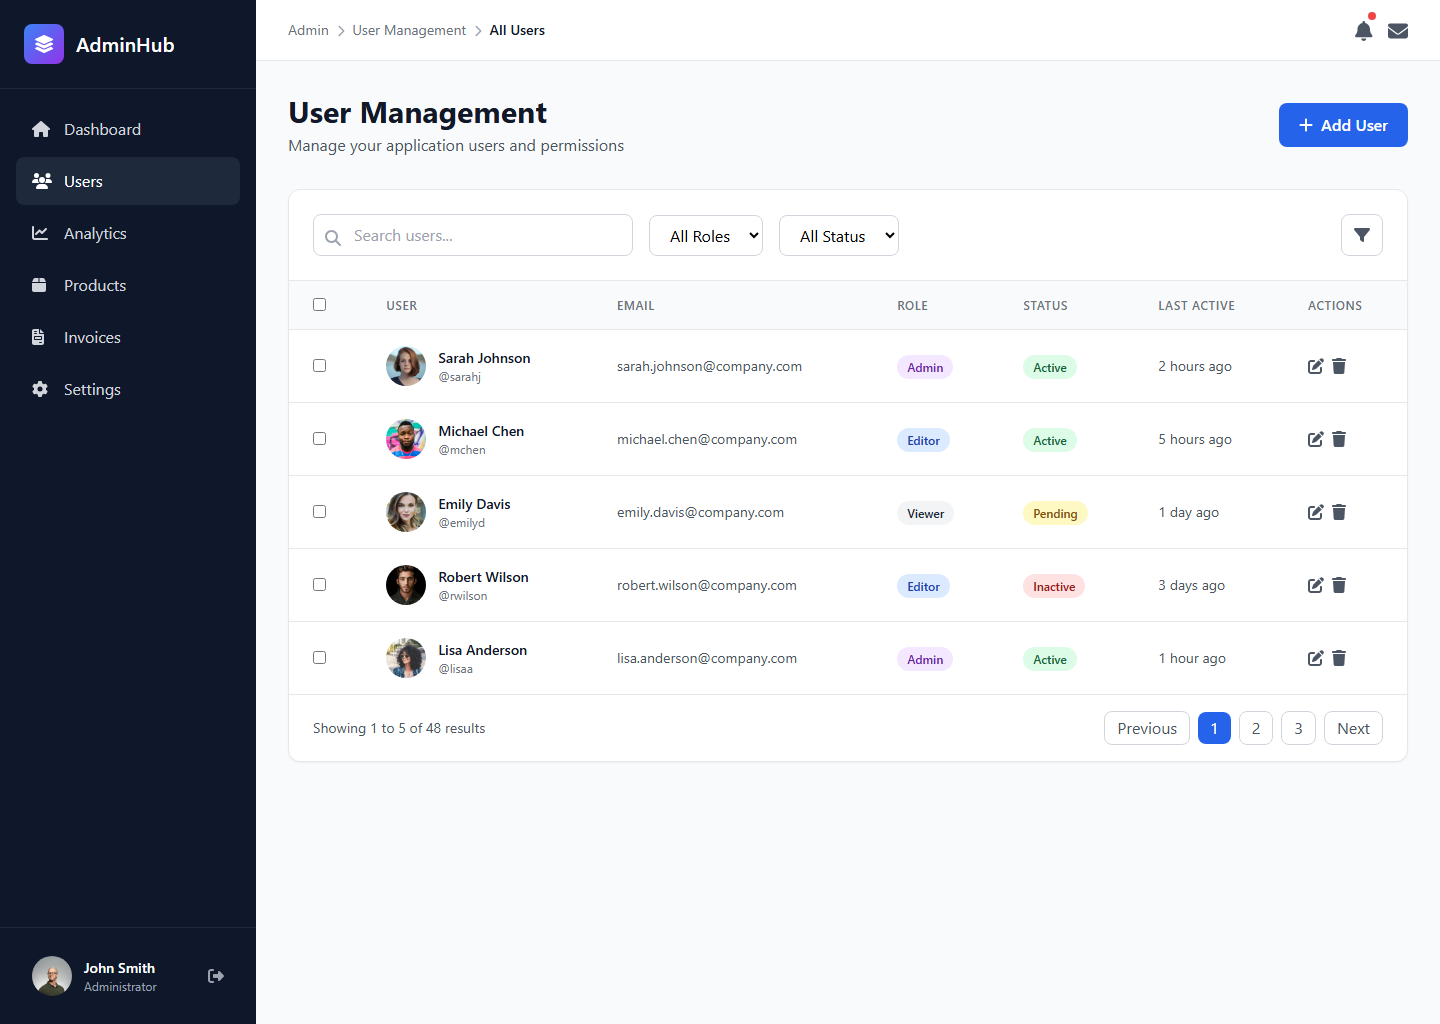 AdminHub
Dashboard
Users
Analytics
Products
Invoices
Settings
John Smith
Administrator
Admin > User Management > All Users
User Management
Manage your application users and permissions
Add User
Search users...
All Roles
All Status
USER EMAIL ROLE STATUS LAST ACTIVE ACTIONS
Sarah Johnson
@sarahj
sarah.johnson@company.com Admin Active 2 hours ago
Michael Chen
@mchen
michael.chen@company.com Editor Active 5 hours ago
Emily Davis
@emilyd
emily.davis@company.com Viewer Pending 1 day ago
Robert Wilson
@rwilson
robert.wilson@company.com Editor Inactive 3 days ago
Lisa Anderson
@lisaa
lisa.anderson@company.com Admin Active 1 hour ago
Showing 1 to 5 of 48 results
Previous 1 2 3 Next